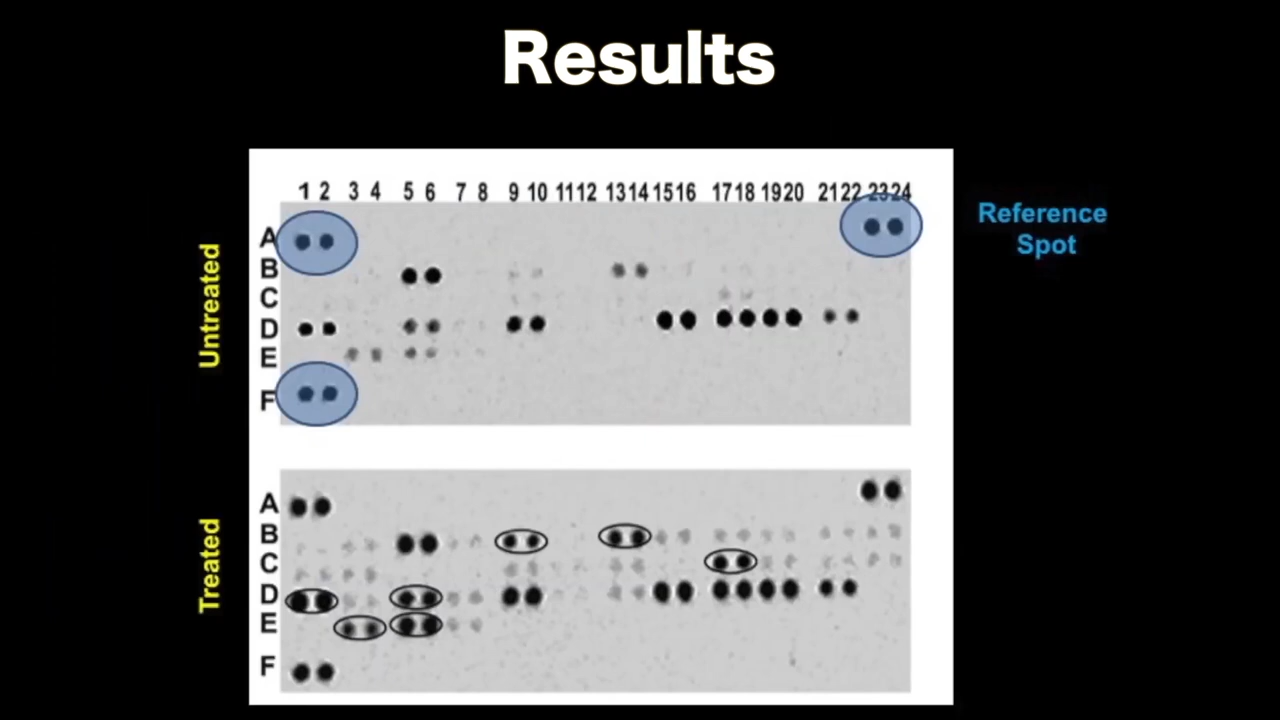 Results
1 2 3 4 5 6 7 8 9 10 11 12 13 14 15 16 17 18 19 20 21 22 23 24
Reference
Spot
Untreated
A
B
C
D
E
F
Treated
A
B
C
D
E
F